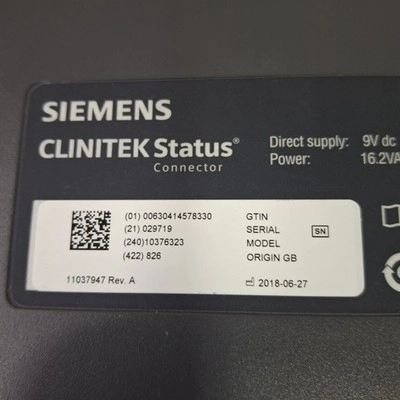 SIEMENS
CLINITEK Status®
Connector
Direct supply: 9V dc
Power: 16.2VA
(01) 00630414578330 GTIN
(21) 029719 SERIAL SN
(240)10376323 MODEL
(422) 826 ORIGIN GB
11037947 Rev. A 2018-06-27